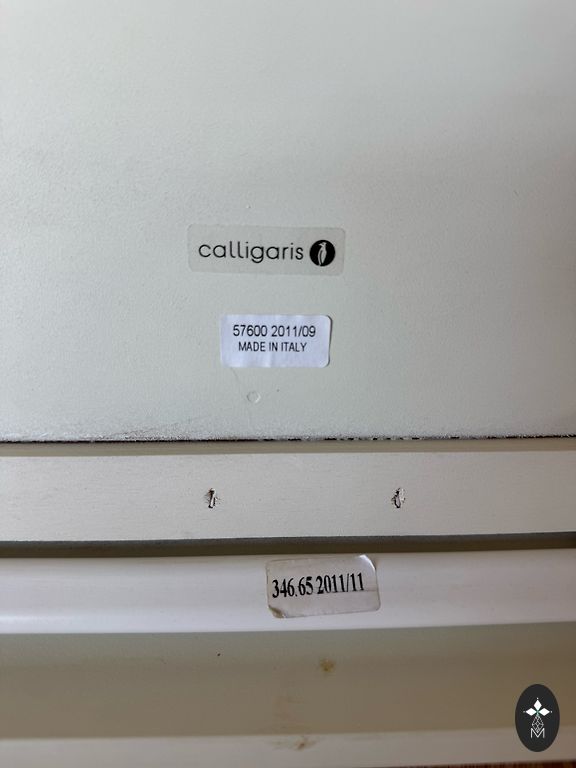 calligaris
57600 2011/09
MADE IN ITALY
346.65 2011/11
M